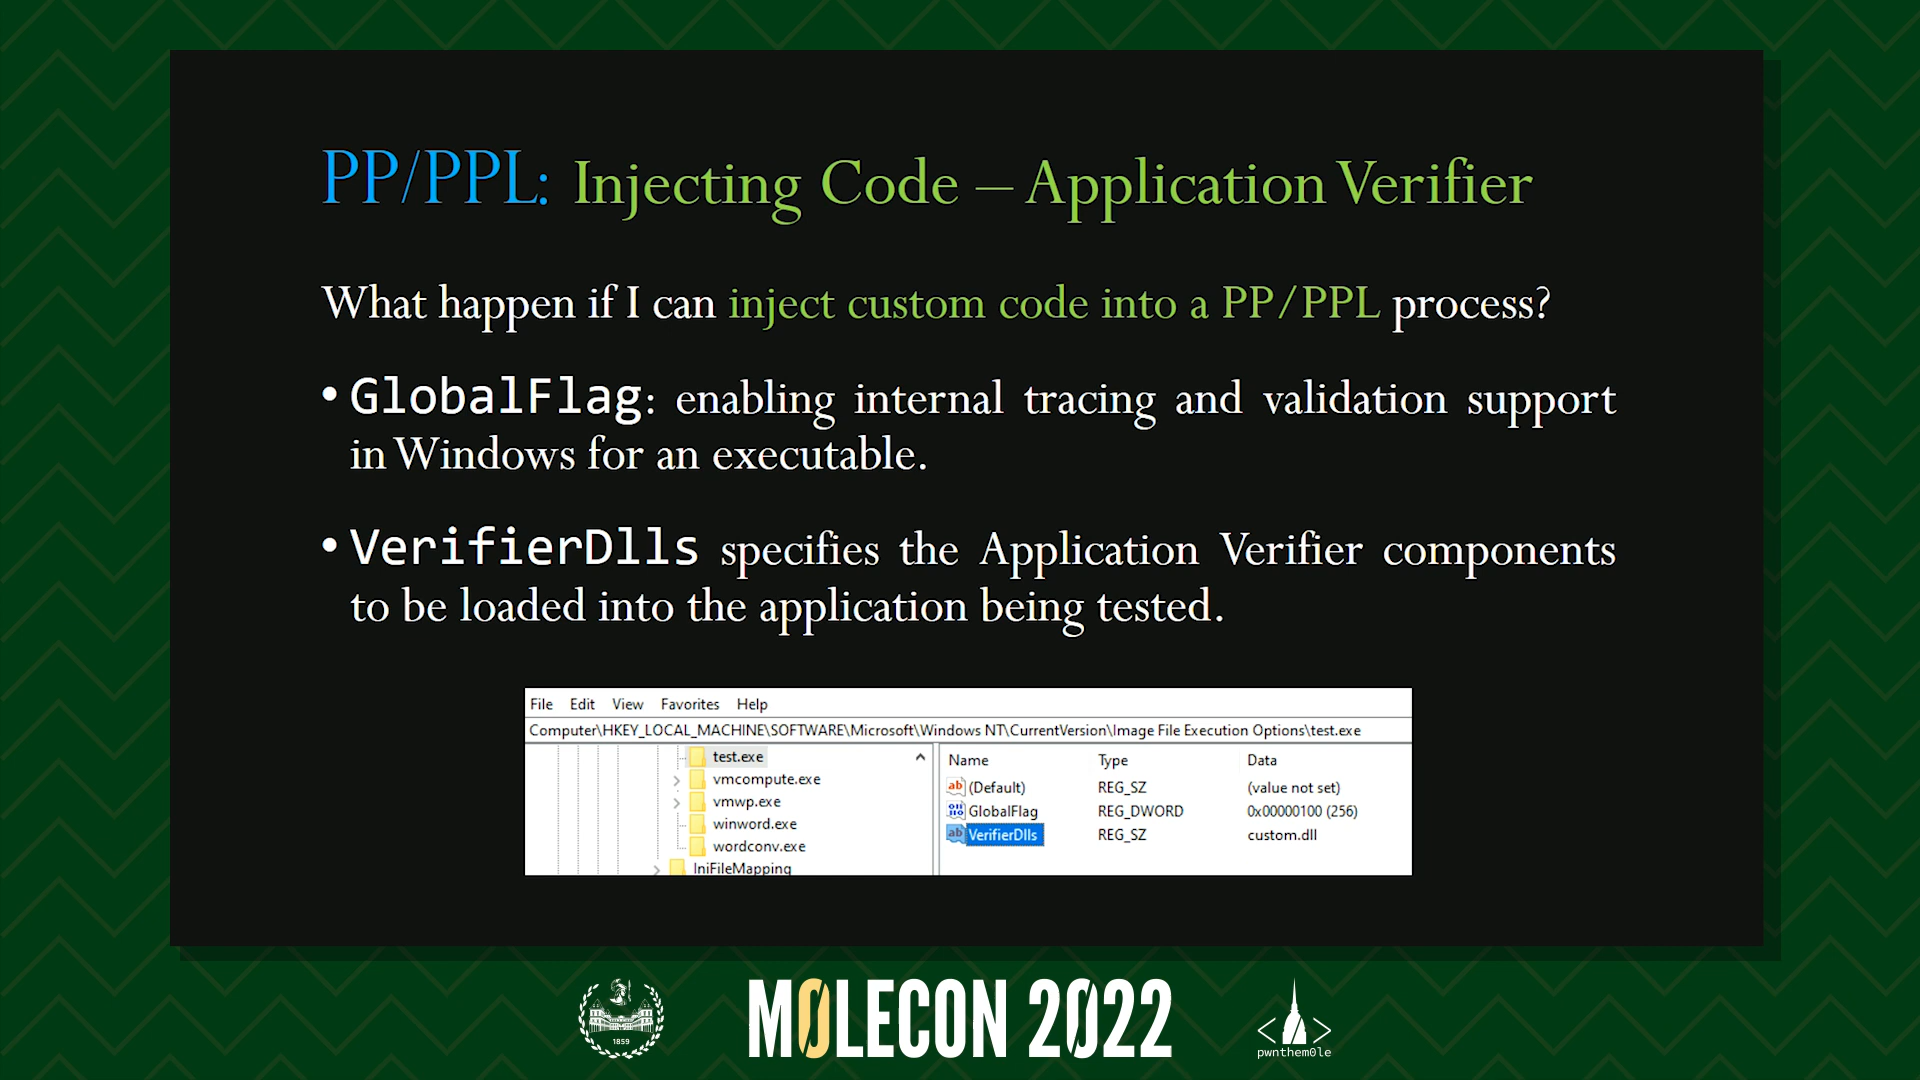 PP/PPL: Injecting Code – Application Verifier
What happen if I can inject custom code into a PP/PPL process?
• GlobalFlag: enabling internal tracing and validation support
in Windows for an executable.
• VerifierDlls specifies the Application Verifier components
to be loaded into the application being tested.
File Edit View Favorites Help
Computer\HKEY_LOCAL_MACHINE\SOFTWARE\Microsoft\Windows NT\CurrentVersion\Image File Execution Options\test.exe
test.exe
vmcompute.exe
vmwp.exe
winword.exe
wordconv.exe
IniFileMapping
Name Type Data
(Default) REG_SZ (value not set)
GlobalFlag REG_DWORD 0x00000100 (256)
VerifierDlls REG_SZ custom.dll
1859
M0LECON 2022
pwnthem0le